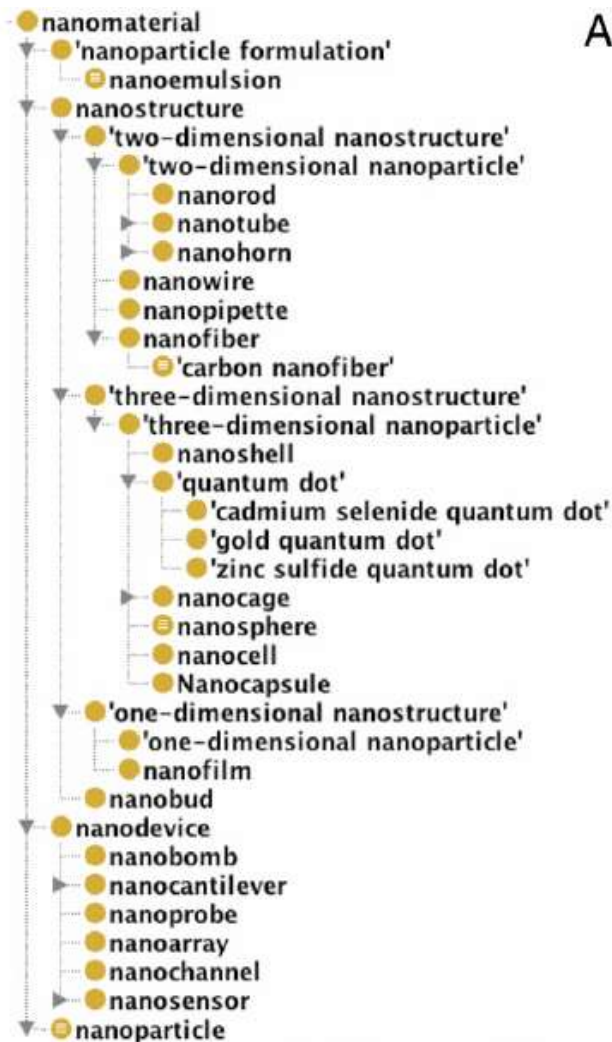 nanomaterial
A
'nanoparticle formulation'
nanoemulsion
nanostructure
'two-dimensional nanostructure'
'two-dimensional nanoparticle'
nanorod
nanotube
nanohorn
nanowire
nanopipette
nanofiber
'carbon nanofiber'
'three-dimensional nanostructure'
'three-dimensional nanoparticle'
nanoshell
'quantum dot'
'cadmium selenide quantum dot'
'gold quantum dot'
'zinc sulfide quantum dot'
nanocage
nanosphere
nanocell
Nanocapsule
'one-dimensional nanostructure'
'one-dimensional nanoparticle'
nanofilm
nanobud
nanodevice
nanobomb
nanocantilever
nanoprobe
nanoarray
nanochannel
nanosensor
nanoparticle